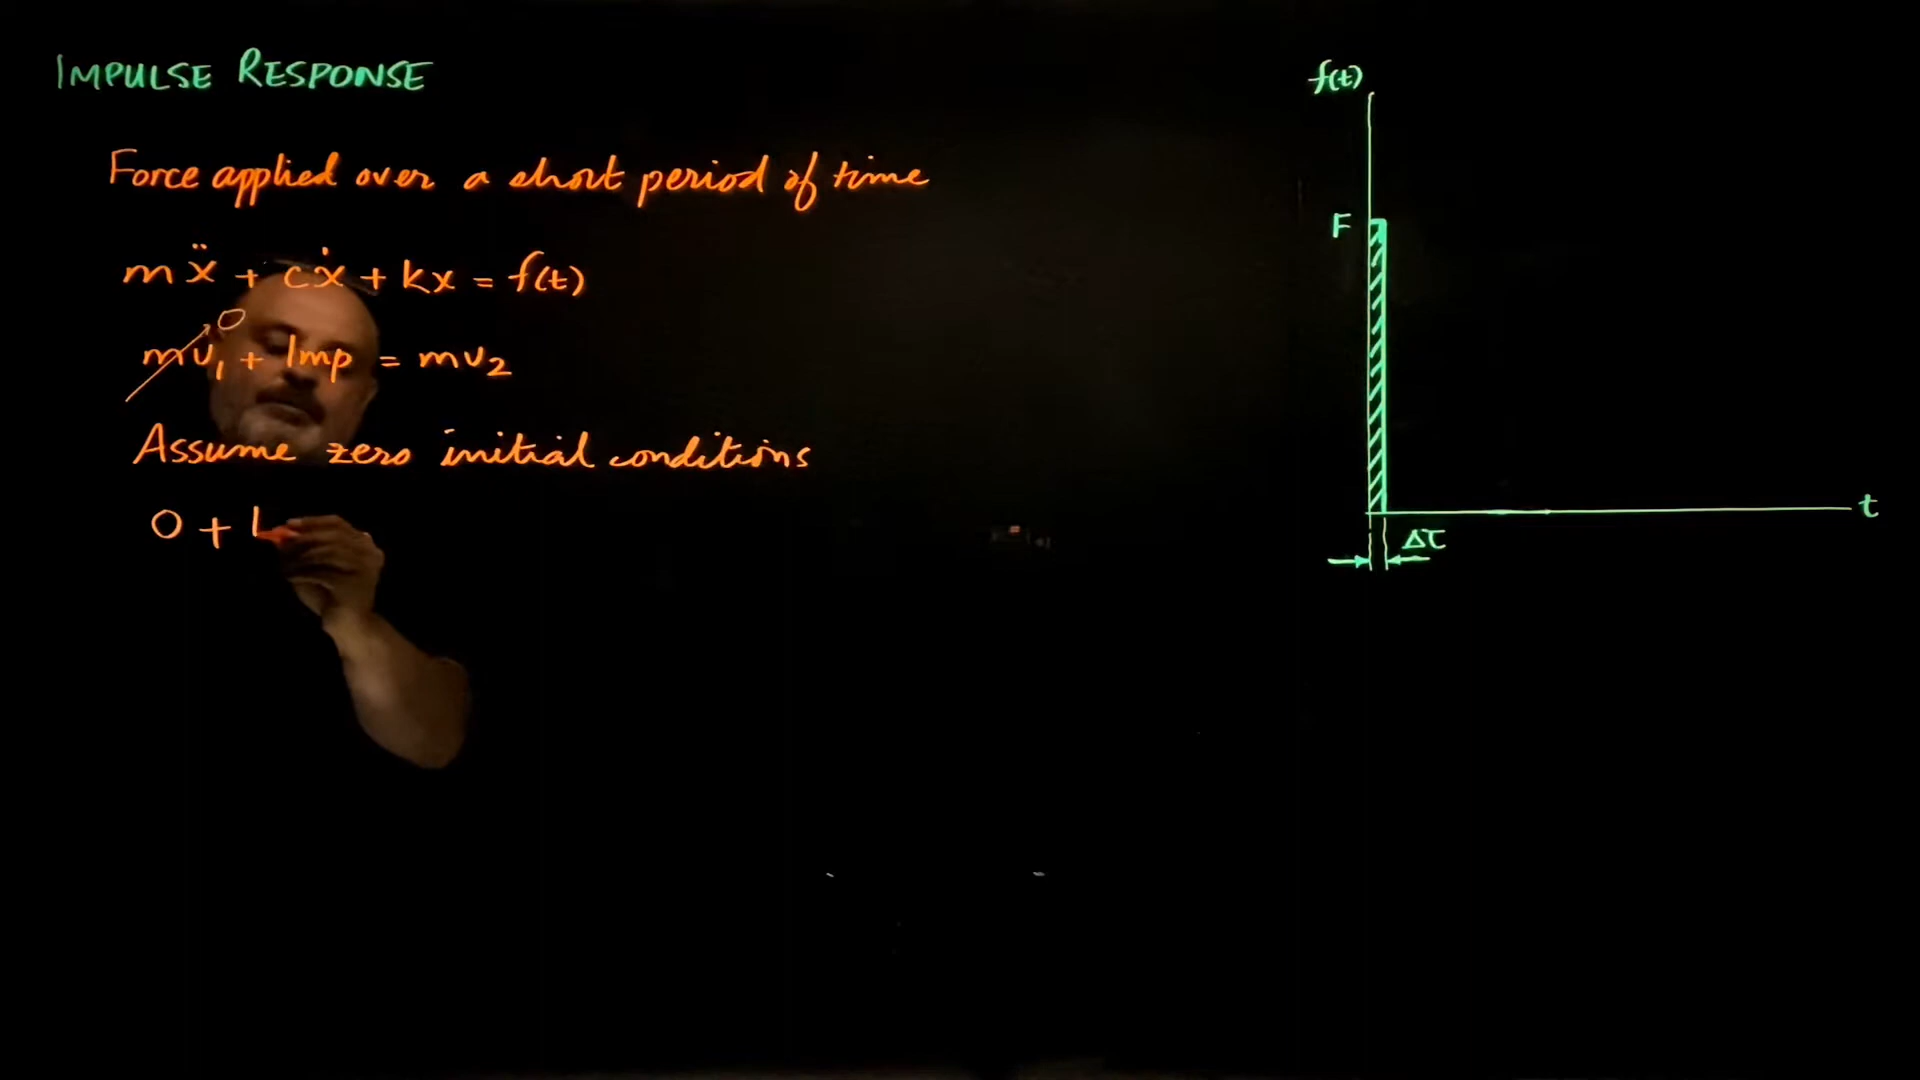 IMPULSE RESPONSE
Force applied over a short period of time
mẍ + cẋ + kx = f(t)
0
mv₁ + Imp = mv₂
Assume zero initial conditions
0 +
f(t)
F
t
Δτ